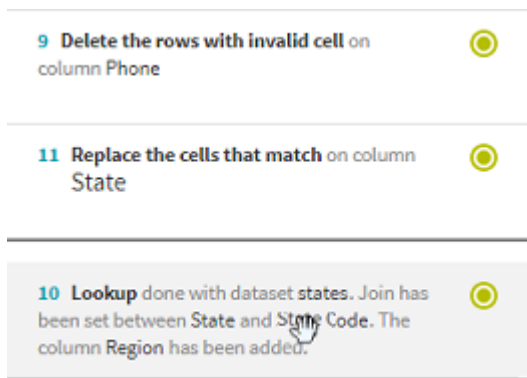 9 Delete the rows with invalid cell on
column Phone
11 Replace the cells that match on column
State
10 Lookup done with dataset states. Join has
been set between State and State Code. The
column Region has been added.